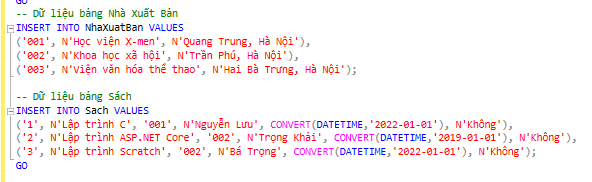 GO
-- Dữ liệu bảng Nhà Xuất Bản
INSERT INTO NhaXuatBan VALUES
('001', N'Học viện X-men', N'Quang Trung, Hà Nội'),
('002', N'Khoa học xã hội', N'Trần Phú, Hà Nội'),
('003', N'Viện văn hóa thể thao', N'Hai Bà Trưng, Hà Nội');
-- Dữ liệu bảng Sách
INSERT INTO Sach VALUES
('1', N'Lập trình C', '001', N'Nguyễn Lưu', CONVERT(DATETIME,'2022-01-01'), N'Không'),
('2', N'Lập trình ASP.NET Core', '002', N'Trọng Khải', CONVERT(DATETIME,'2019-01-01'), N'Không'),
('3', N'Lập trình Scratch', '002', N'Bá Trọng', CONVERT(DATETIME,'2022-01-01'), N'Không');
GO